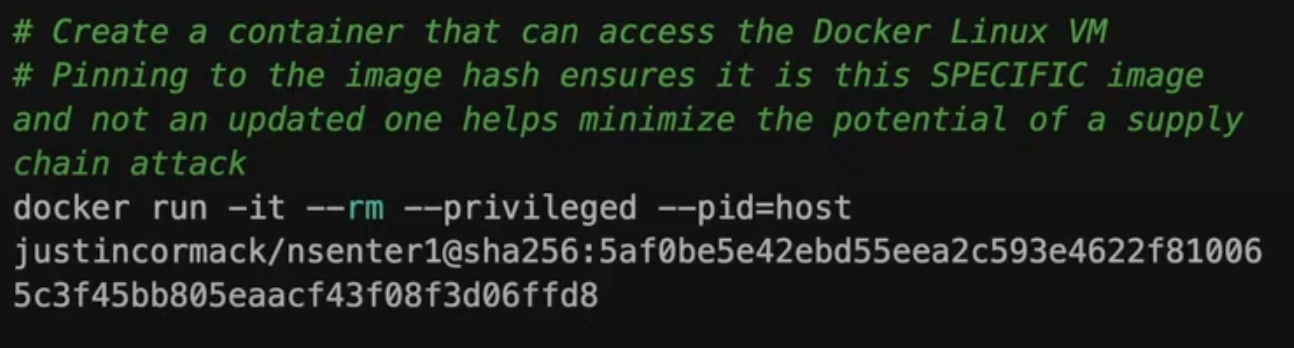 # Create a container that can access the Docker Linux VM
# Pinning to the image hash ensures it is this SPECIFIC image
and not an updated one helps minimize the potential of a supply
chain attack
docker run -it --rm --privileged --pid=host
justincormack/nsenter1@sha256:5af0be5e42ebd55eea2c593e4622f81006
5c3f45bb805eaacf43f08f3d06ffd8